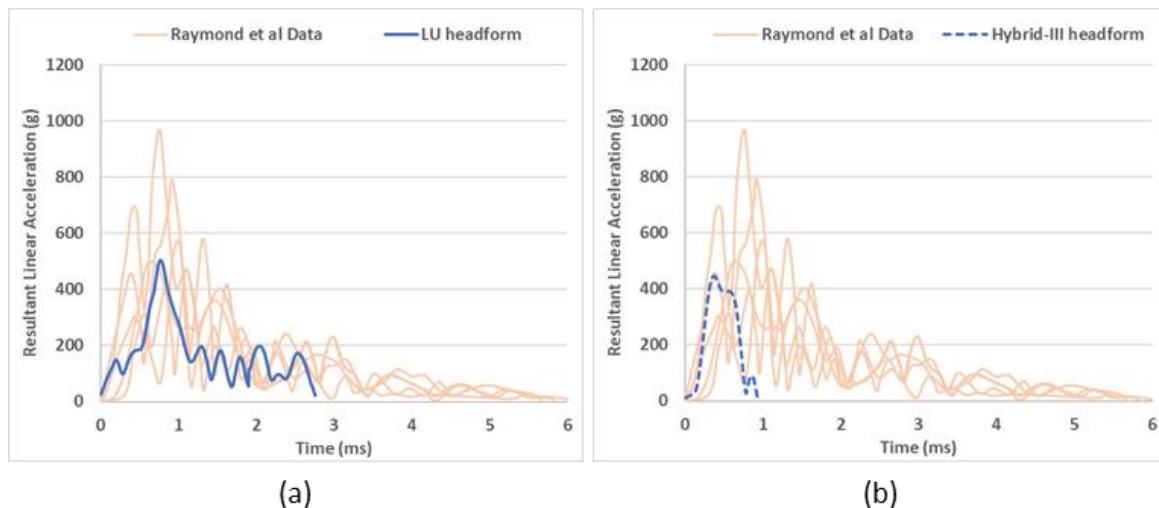 Raymond et al Data LU headform
1200
1000
800
600
400
200
0
Resultant Linear Acceleration (g)
0 1 2 3 4 5 6
Time (ms)
(a)
Raymond et al Data Hybrid-III headform
1200
1000
800
600
400
200
0
Resultant Linear Acceleration (g)
0 1 2 3 4 5 6
Time (ms)
(b)